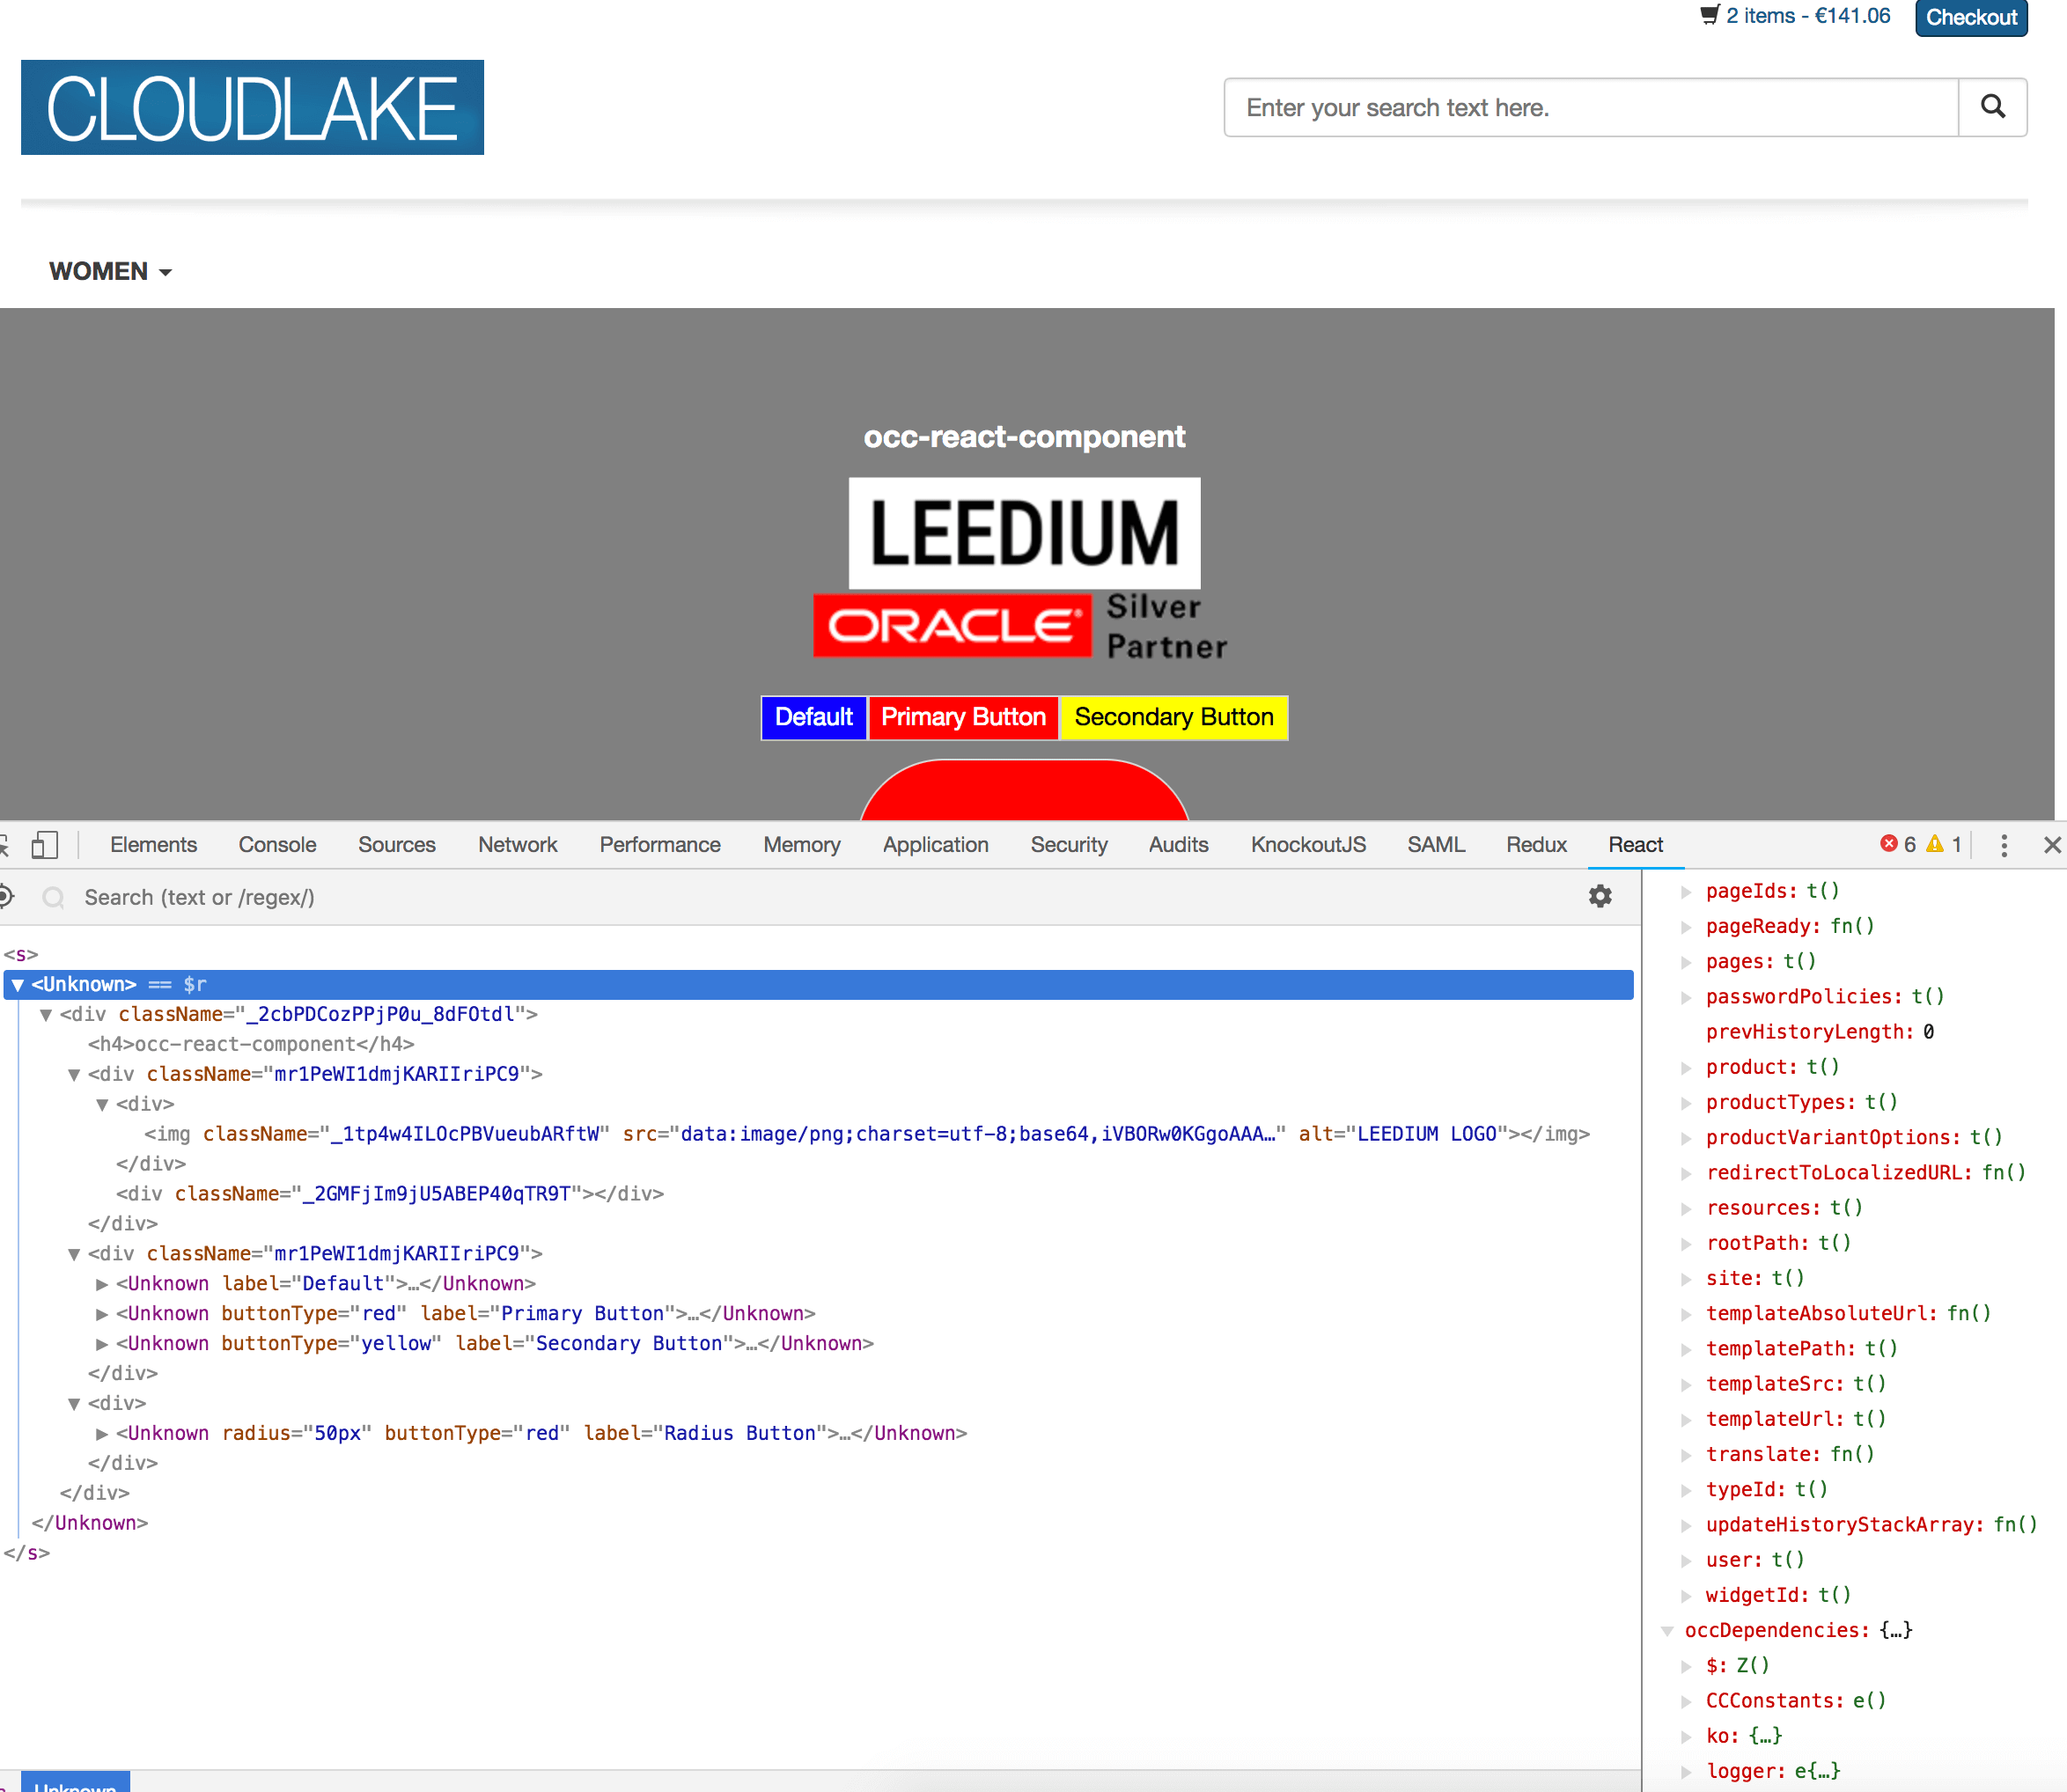 2 items - €141.06 Checkout
CLOUDLAKE
Enter your search text here.
WOMEN
occ-react-component
LEEDIUM
ORACLE® Silver
Partner
Default Primary Button Secondary Button
Elements Console Sources Network Performance Memory Application Security Audits KnockoutJS SAML Redux React 6 1
Search (text or /regex/)
<s>
<Unknown> == $r
<div className="_2cbPDCozPPjP0u_8dFOtdl">
<h4>occ-react-component</h4>
<div className="mr1PeWI1dmjKARIIriPC9">
<div>
<img className="_1tp4w4ILOcPBVueubARftW" src="data:image/png;charset=utf-8;base64,iVBORw0KGgoAAA…" alt="LEEDIUM LOGO"></img>
</div>
<div className="_2GMFjIm9jU5ABEP40qTR9T"></div>
</div>
<div className="mr1PeWI1dmjKARIIriPC9">
<Unknown label="Default">…</Unknown>
<Unknown buttonType="red" label="Primary Button">…</Unknown>
<Unknown buttonType="yellow" label="Secondary Button">…</Unknown>
</div>
<div>
<Unknown radius="50px" buttonType="red" label="Radius Button">…</Unknown>
</div>
</div>
</Unknown>
</s>
Unknown
pageIds: t()
pageReady: fn()
pages: t()
passwordPolicies: t()
prevHistoryLength: 0
product: t()
productTypes: t()
productVariantOptions: t()
redirectToLocalizedURL: fn()
resources: t()
rootPath: t()
site: t()
templateAbsoluteUrl: fn()
templatePath: t()
templateSrc: t()
templateUrl: t()
translate: fn()
typeId: t()
updateHistoryStackArray: fn()
user: t()
widgetId: t()
occDependencies: {…}
$: Z()
CCConstants: e()
ko: {…}
logger: e{…}